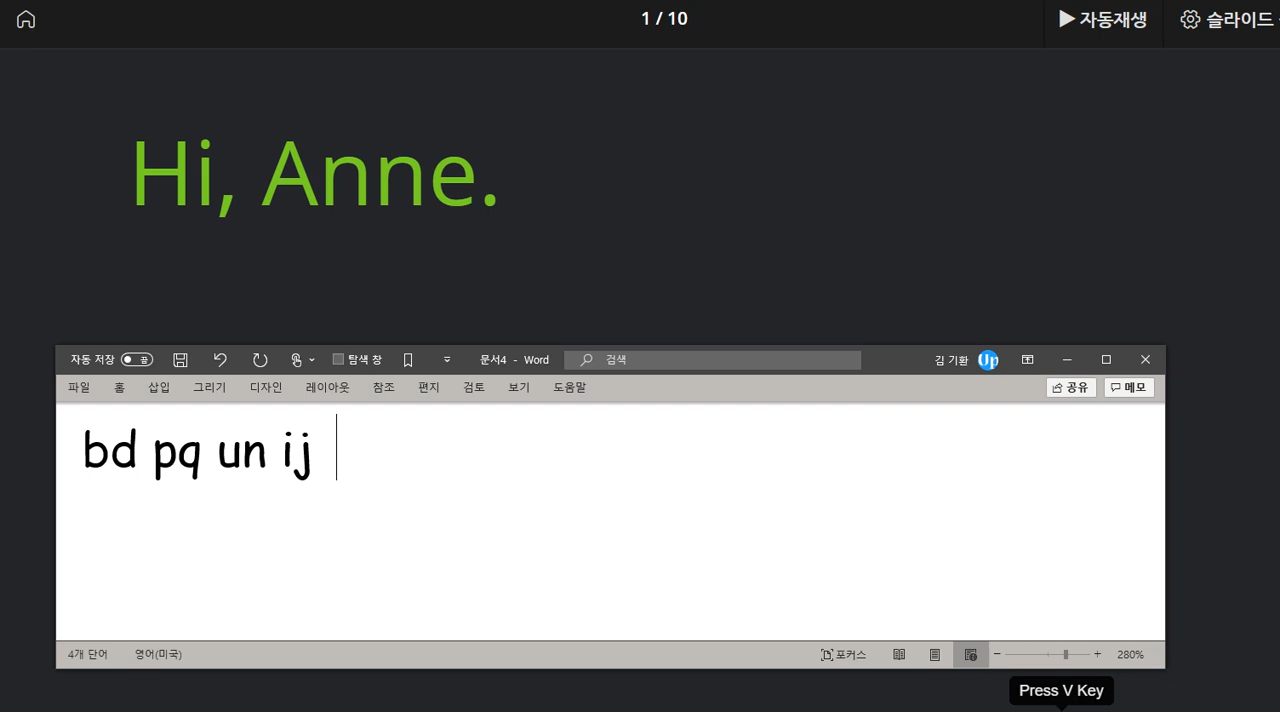 1 / 10
▶ 자동재생
슬라이드
Hi, Anne.
자동 저장 끔 탐색 창 문서4 - Word 검색 김 기환 Up
파일 홈 삽입 그리기 디자인 레이아웃 참조 편지 검토 보기 도움말 공유 메모
bd pq un ij
4개 단어 영어(미국) 포커스 − + 280%
Press V Key